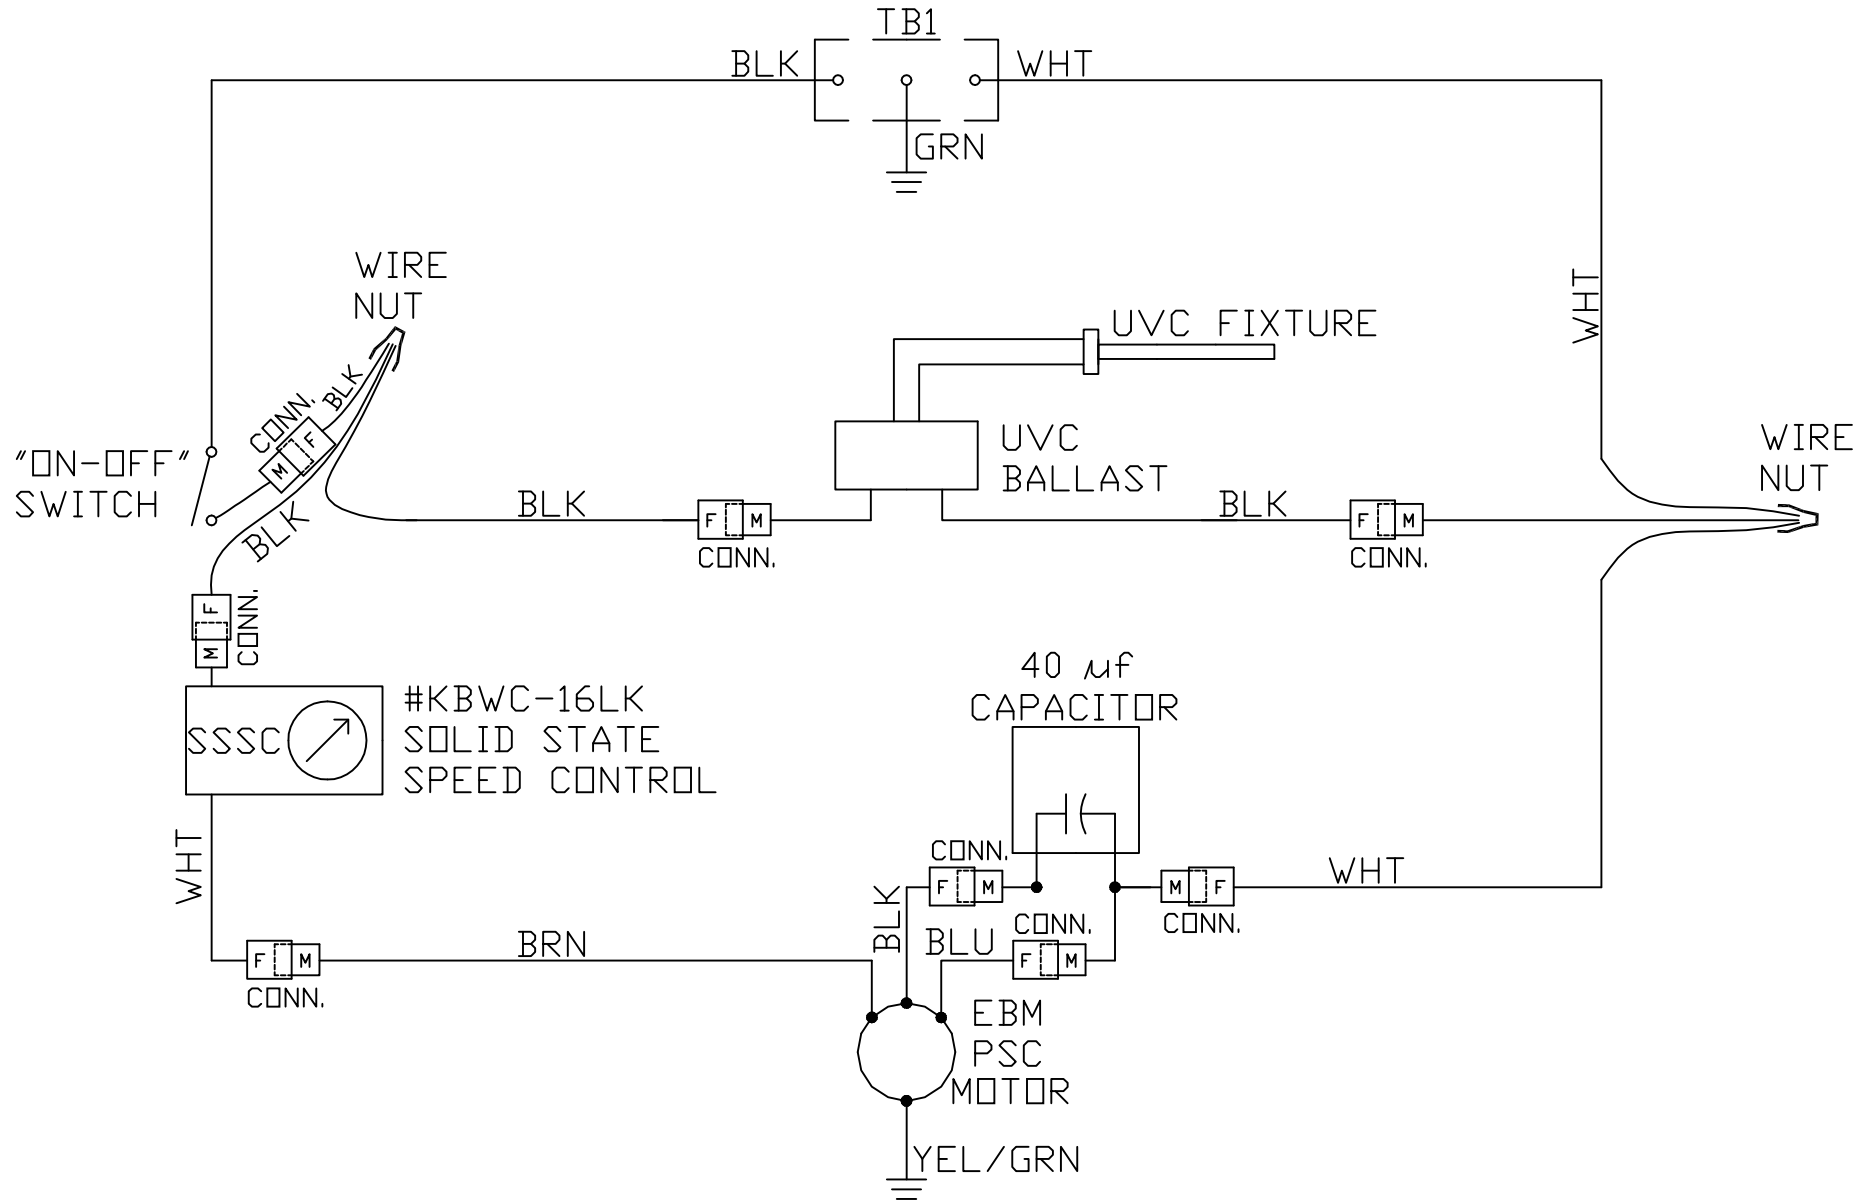 TB1
BLK
WHT
GRN
WIRE
NUT
BLK
CONN.
F
M
"ON-OFF"
SWITCH
BLK
UVC FIXTURE
UVC
BALLAST
WHT
WIRE
NUT
BLK
F
M
CONN.
BLK
F
M
CONN.
F
M
CONN.
SSSC
#KBWC-16LK
SOLID STATE
SPEED CONTROL
40 µf
CAPACITOR
WHT
CONN.
F
M
BLK
M
F
CONN.
WHT
F
M
CONN.
BRN
BLU
CONN.
F
M
EBM
PSC
MOTOR
YEL/GRN